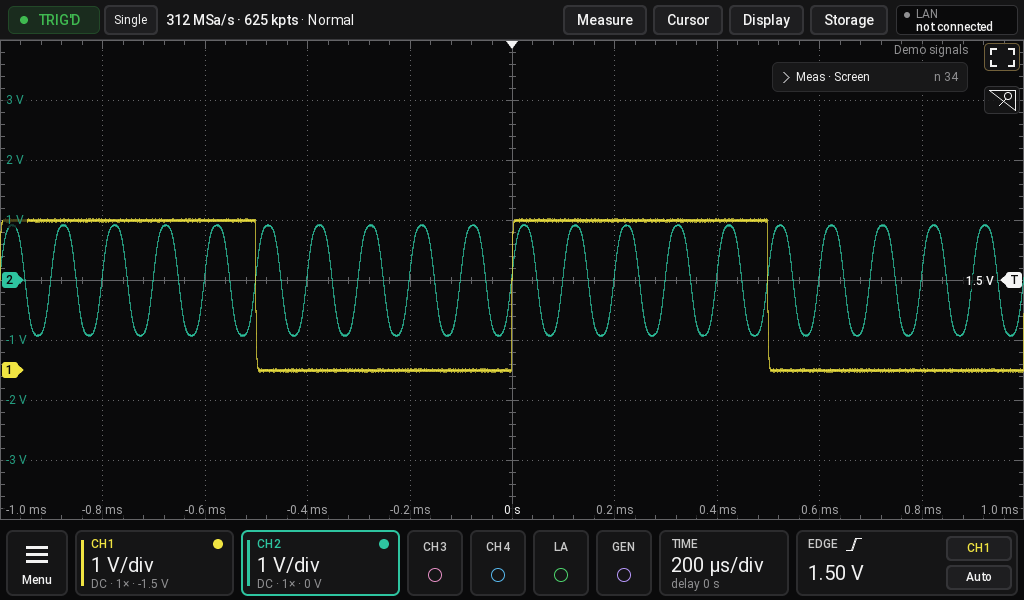 TRIG'D
Single
312 MSa/s · 625 kpts · Normal
Measure
Cursor
Display
Storage
LAN
not connected
Demo signals
Meas · Screen
n 34
3 V
2 V
1 V
2
-1 V
1
-2 V
-3 V
1.5 V
T
-1.0 ms
-0.8 ms
-0.6 ms
-0.4 ms
-0.2 ms
0 s
0.2 ms
0.4 ms
0.6 ms
0.8 ms
1.0 ms
Menu
CH1
1 V/div
DC · 1× · -1.5 V
CH2
1 V/div
DC · 1× · 0 V
CH3
CH4
LA
GEN
TIME
200 µs/div
delay 0 s
EDGE
1.50 V
CH1
Auto